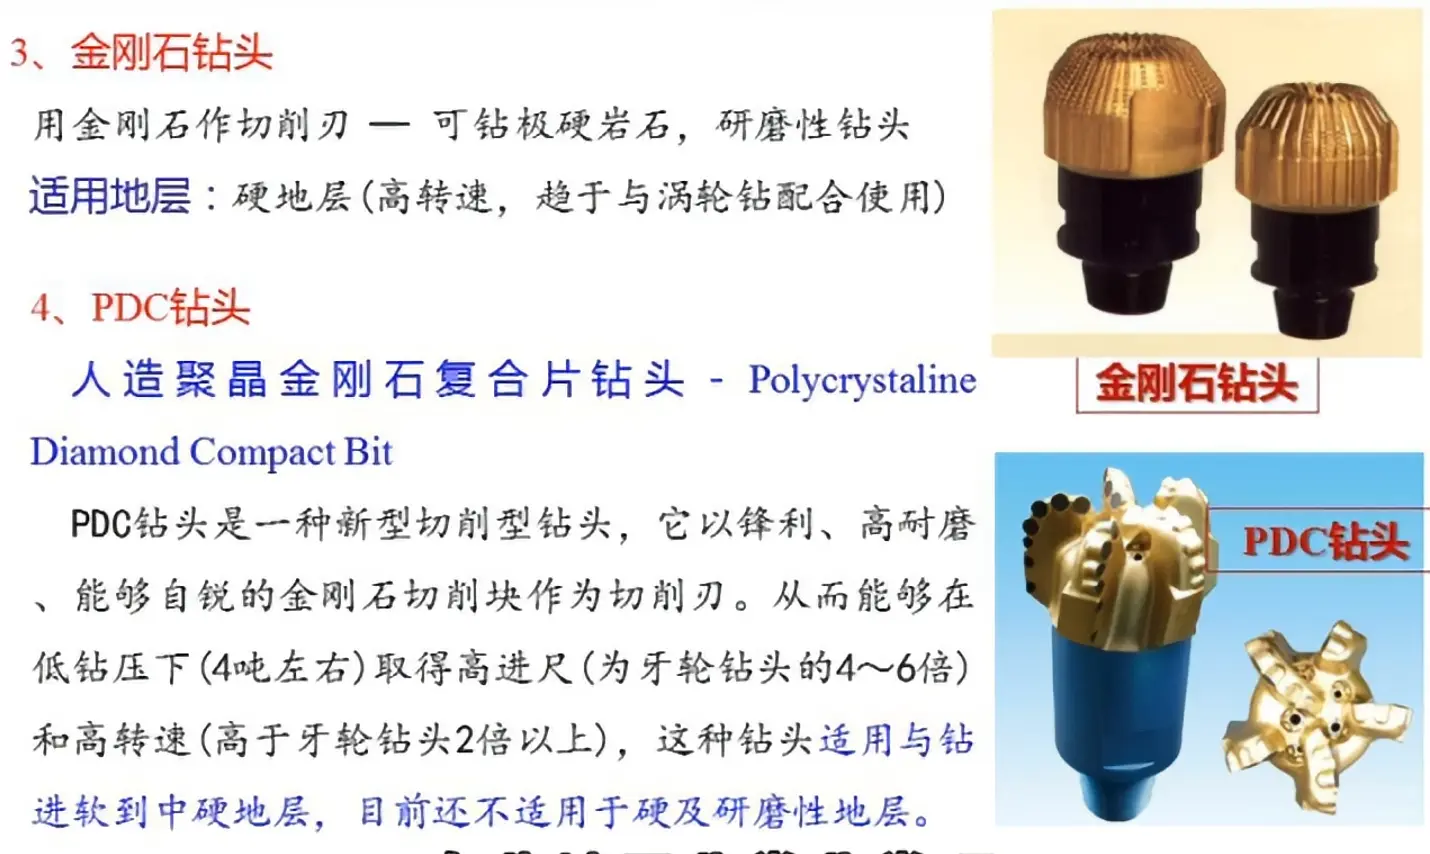 3、金刚石钻头
用金刚石作切削刃 — 可钻极硬岩石，研磨性钻头
适用地层：硬地层(高转速，趋于与涡轮钻配合使用)
4、PDC钻头
人造聚晶金刚石复合片钻头 - Polycrystaline
Diamond Compact Bit
PDC钻头是一种新型切削型钻头，它以锋利、高耐磨
、能够自锐的金刚石切削块作为切削刃。从而能够在
低钻压下(4吨左右)取得高进尺(为牙轮钻头的4～6倍)
和高转速(高于牙轮钻头2倍以上)，这种钻头适用与钻
进软到中硬地层，目前还不适用于硬及研磨性地层。
金刚石钻头
PDC钻头